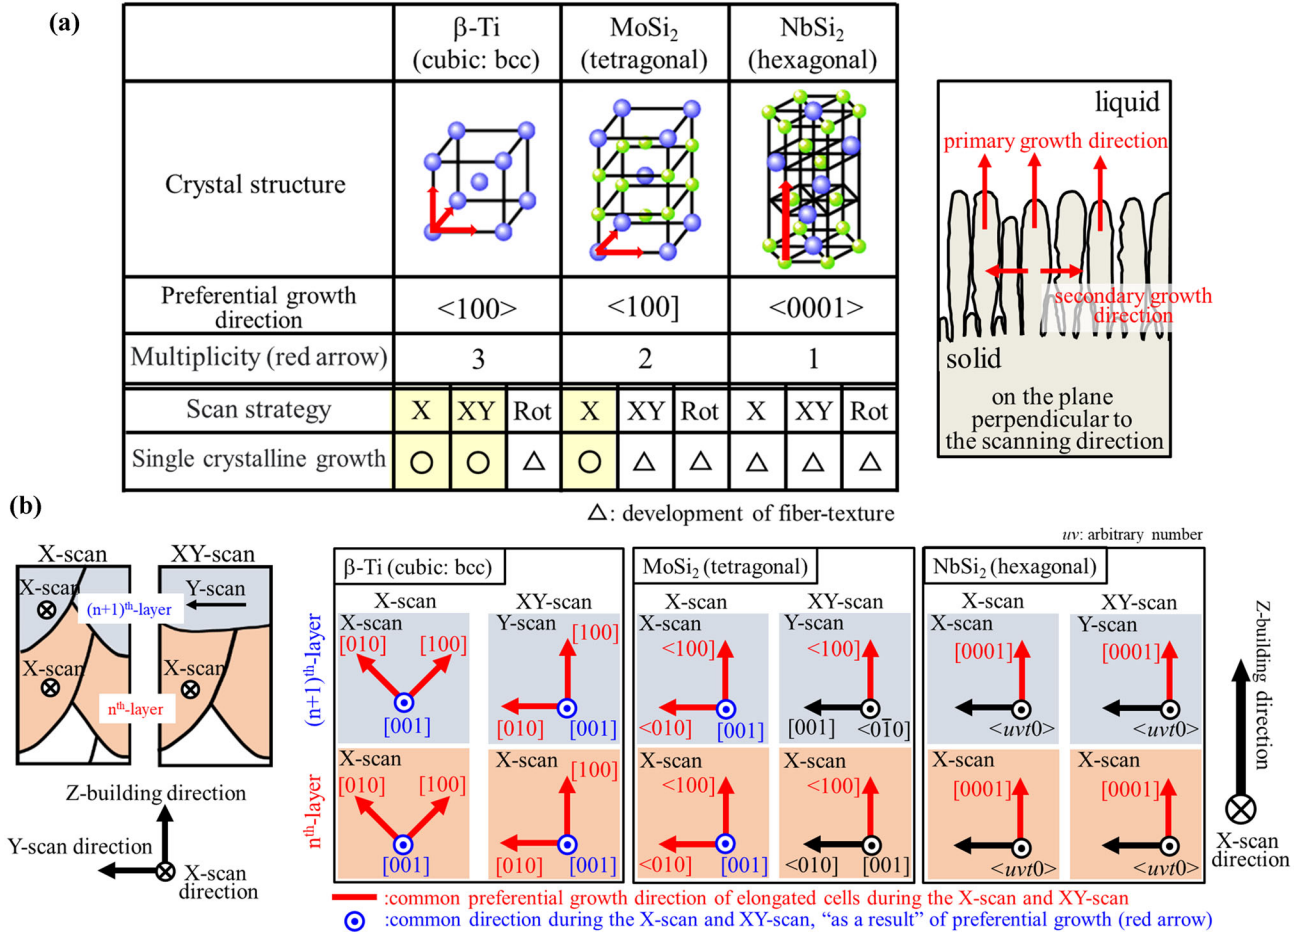 (a)
β-Ti
(cubic: bcc)
MoSi2
(tetragonal)
NbSi2
(hexagonal)
Crystal structure
Preferential growth
direction
<100>
<100]
<0001>
Multiplicity (red arrow)
3
2
1
Scan strategy
X
XY
Rot
X
XY
Rot
X
XY
Rot
Single crystalline growth
○
○
△
○
△
△
△
△
△
△: development of fiber-texture
liquid
primary growth direction
secondary growth
direction
solid
on the plane
perpendicular to
the scanning direction
(b)
X-scan
XY-scan
X-scan
Y-scan
(n+1)th-layer
X-scan
X-scan
nth-layer
Z-building direction
Y-scan direction
X-scan
direction
uv: arbitrary number
(n+1)th-layer
nth-layer
β-Ti (cubic: bcc)
X-scan
XY-scan
X-scan
[010]
[100]
[001]
Y-scan
[100]
[010]
[001]
X-scan
[010]
[100]
[001]
X-scan
[100]
[010]
[001]
MoSi2 (tetragonal)
X-scan
XY-scan
X-scan
<100]
<010]
[001]
Y-scan
<100]
[001]
<01̄0]
X-scan
<100]
<010]
[001]
X-scan
<100]
<010]
[001]
NbSi2 (hexagonal)
X-scan
XY-scan
X-scan
[0001]
<uvt0>
Y-scan
[0001]
<uvt0>
X-scan
[0001]
<uvt0>
X-scan
[0001]
<uvt0>
Z-building direction
X-scan
direction
:common preferential growth direction of elongated cells during the X-scan and XY-scan
:common direction during the X-scan and XY-scan, “as a result” of preferential growth (red arrow)